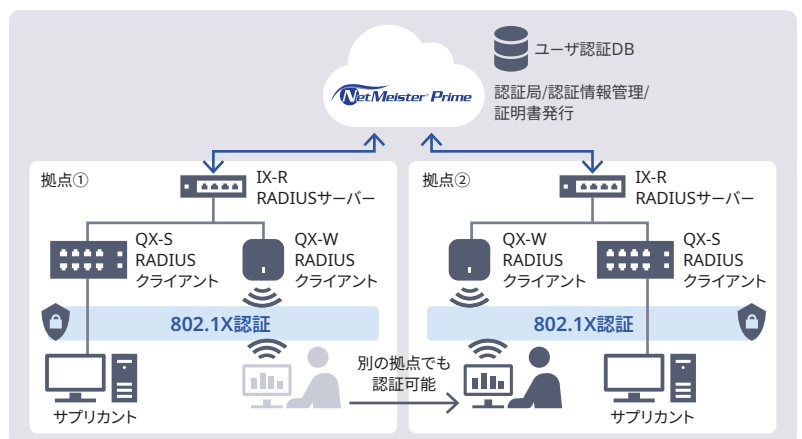 ユーザ認証DB
NetMeister Prime
認証局/認証情報管理/
証明書発行
拠点①
IX-R
RADIUSサーバー
QX-S
RADIUS
クライアント
QX-W
RADIUS
クライアント
802.1X認証
サプリカント
別の拠点でも
認証可能
拠点②
IX-R
RADIUSサーバー
QX-W
RADIUS
クライアント
QX-S
RADIUS
クライアント
802.1X認証
サプリカント